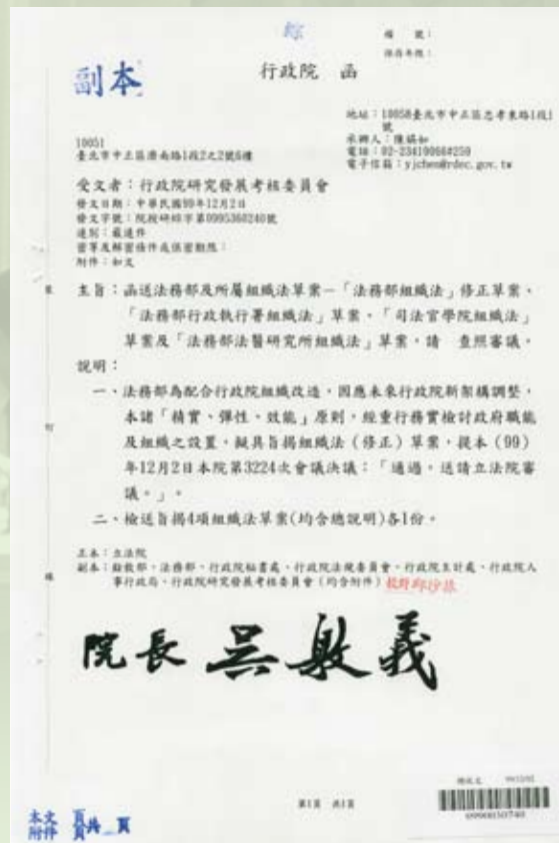 綜
檔　號：
保存年限：
副本
行政院　函
地址：10058臺北市中正區忠孝東路1段1號
電話：02-23419066#259
電子信箱：yjchen@rdec.gov.tw
10051
臺北市中正區濟南路1段2之2號6樓
受文者：行政院研究發展考核委員會
發文日期：中華民國99年12月2日
發文字號：院授研綜字第0995360240號
速別：最速件
密等及解密條件或保密期限：
附件：如文
主旨：函送法務部及所屬組織法草案—「法務部組織法」修正草案、
「法務部行政執行署組織法」草案、「司法官學院組織法」
草案及「法務部法醫研究所組織法」草案，請　查照審議。
說明：
一、法務部為配合行政院組織改造，因應未來行政院新架構調整，
本諸「精實、彈性、效能」原則，經重行務實檢討政府職能
及組織之設置，擬具旨揭組織法（修正）草案，提本（99）
年12月2日本院第3224次會議決議：「通過，送請立法院審
議。」。
二、檢送旨揭4項組織法草案(均含總說明)各1份。
正本：立法院
副本：銓敘部、法務部、行政院秘書處、行政院法規委員會、行政院主計處、行政院人
事行政局、行政院研究發展考核委員會（均含附件）
院長 吳敦義
第1頁　共1頁
本文　頁
附件　頁 共　頁
09900030740